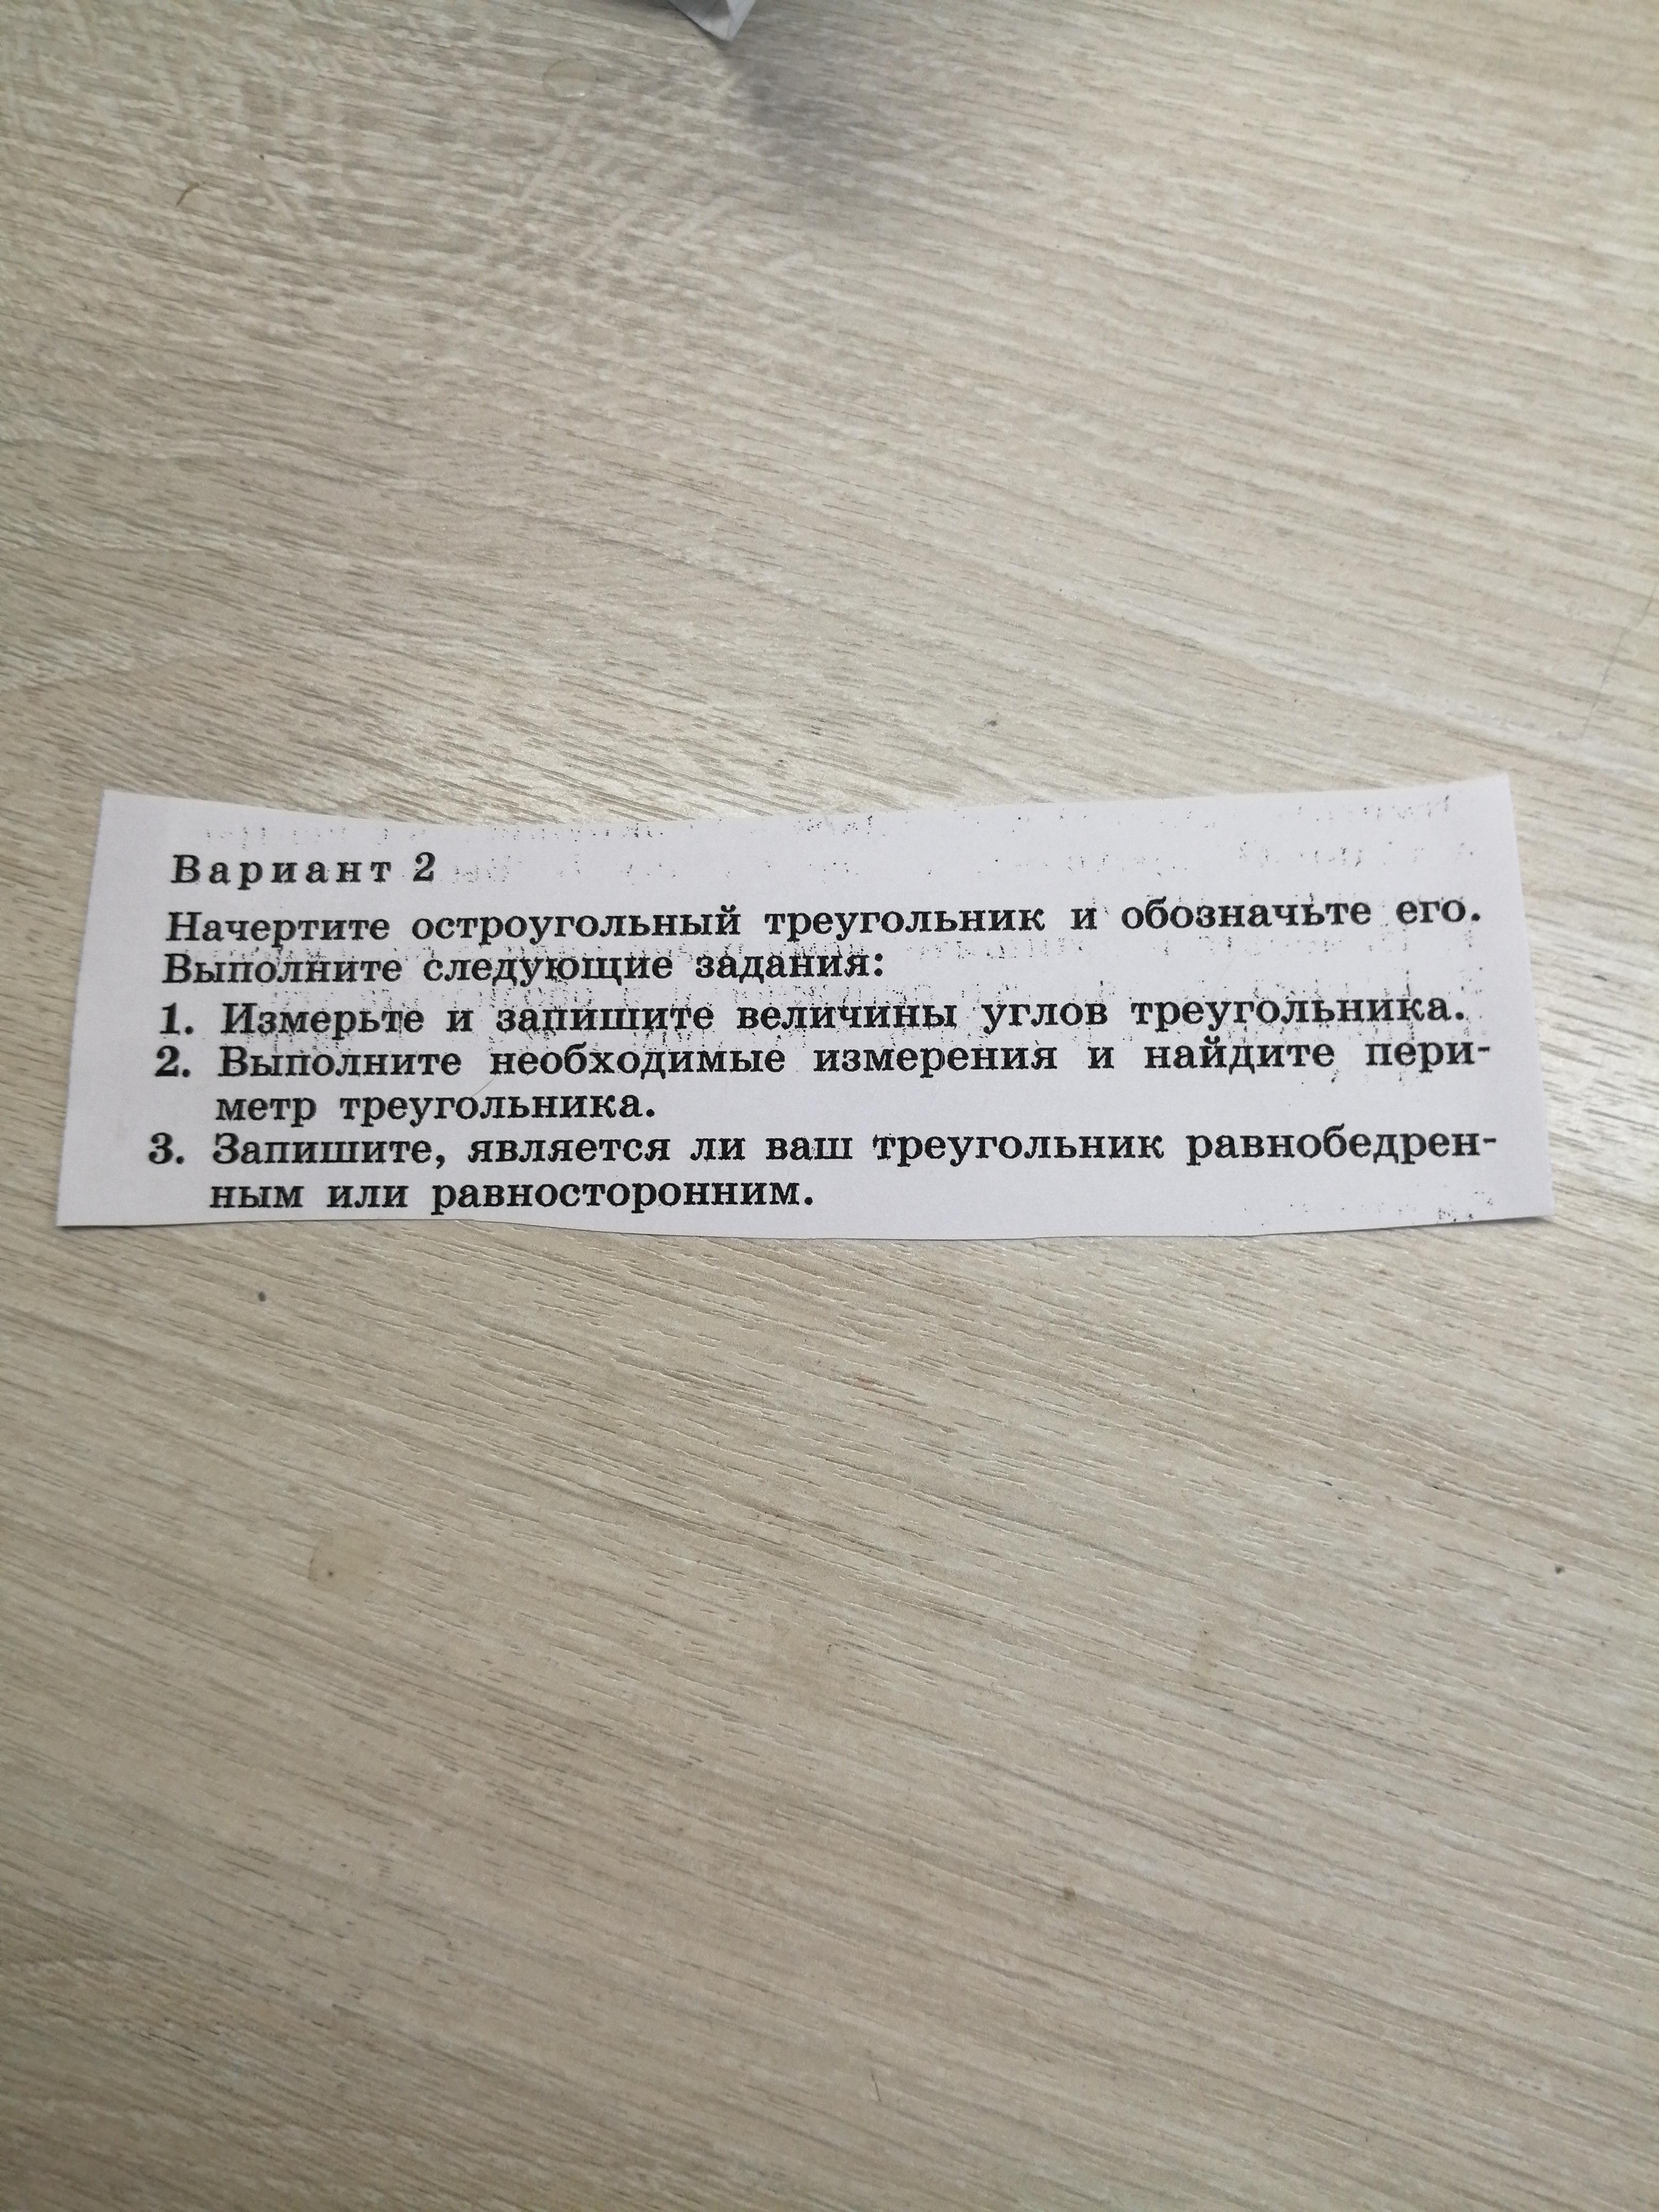 Вариант 2
Начертите остроугольный треугольник и обозначьте его.
Выполните следующие задания:
1. Измерьте и запишите величины углов треугольника.
2. Выполните необходимые измерения и найдите пери-
метр треугольника.
3. Запишите, является ли ваш треугольник равнобедрен-
ным или равносторонним.